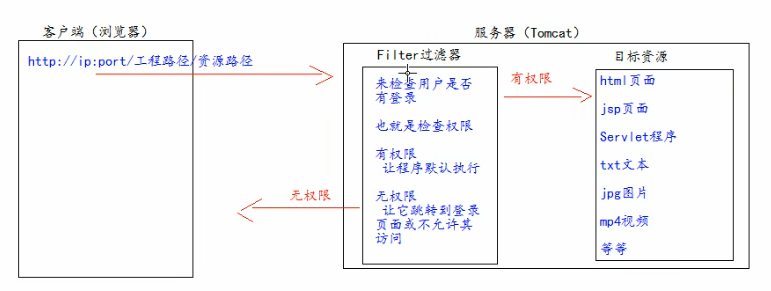 客户端（浏览器）
http://ip:port/工程路径/资源路径
服务器（Tomcat）
Filter过滤器
来检查用户是否
有登录
也就是检查权限
有权限
让程序默认执行
无权限
让它跳转到登录
页面或不允许其
访问
有权限
无权限
目标资源
html页面
jsp页面
Servlet程序
txt文本
jpg图片
mp4视频
等等